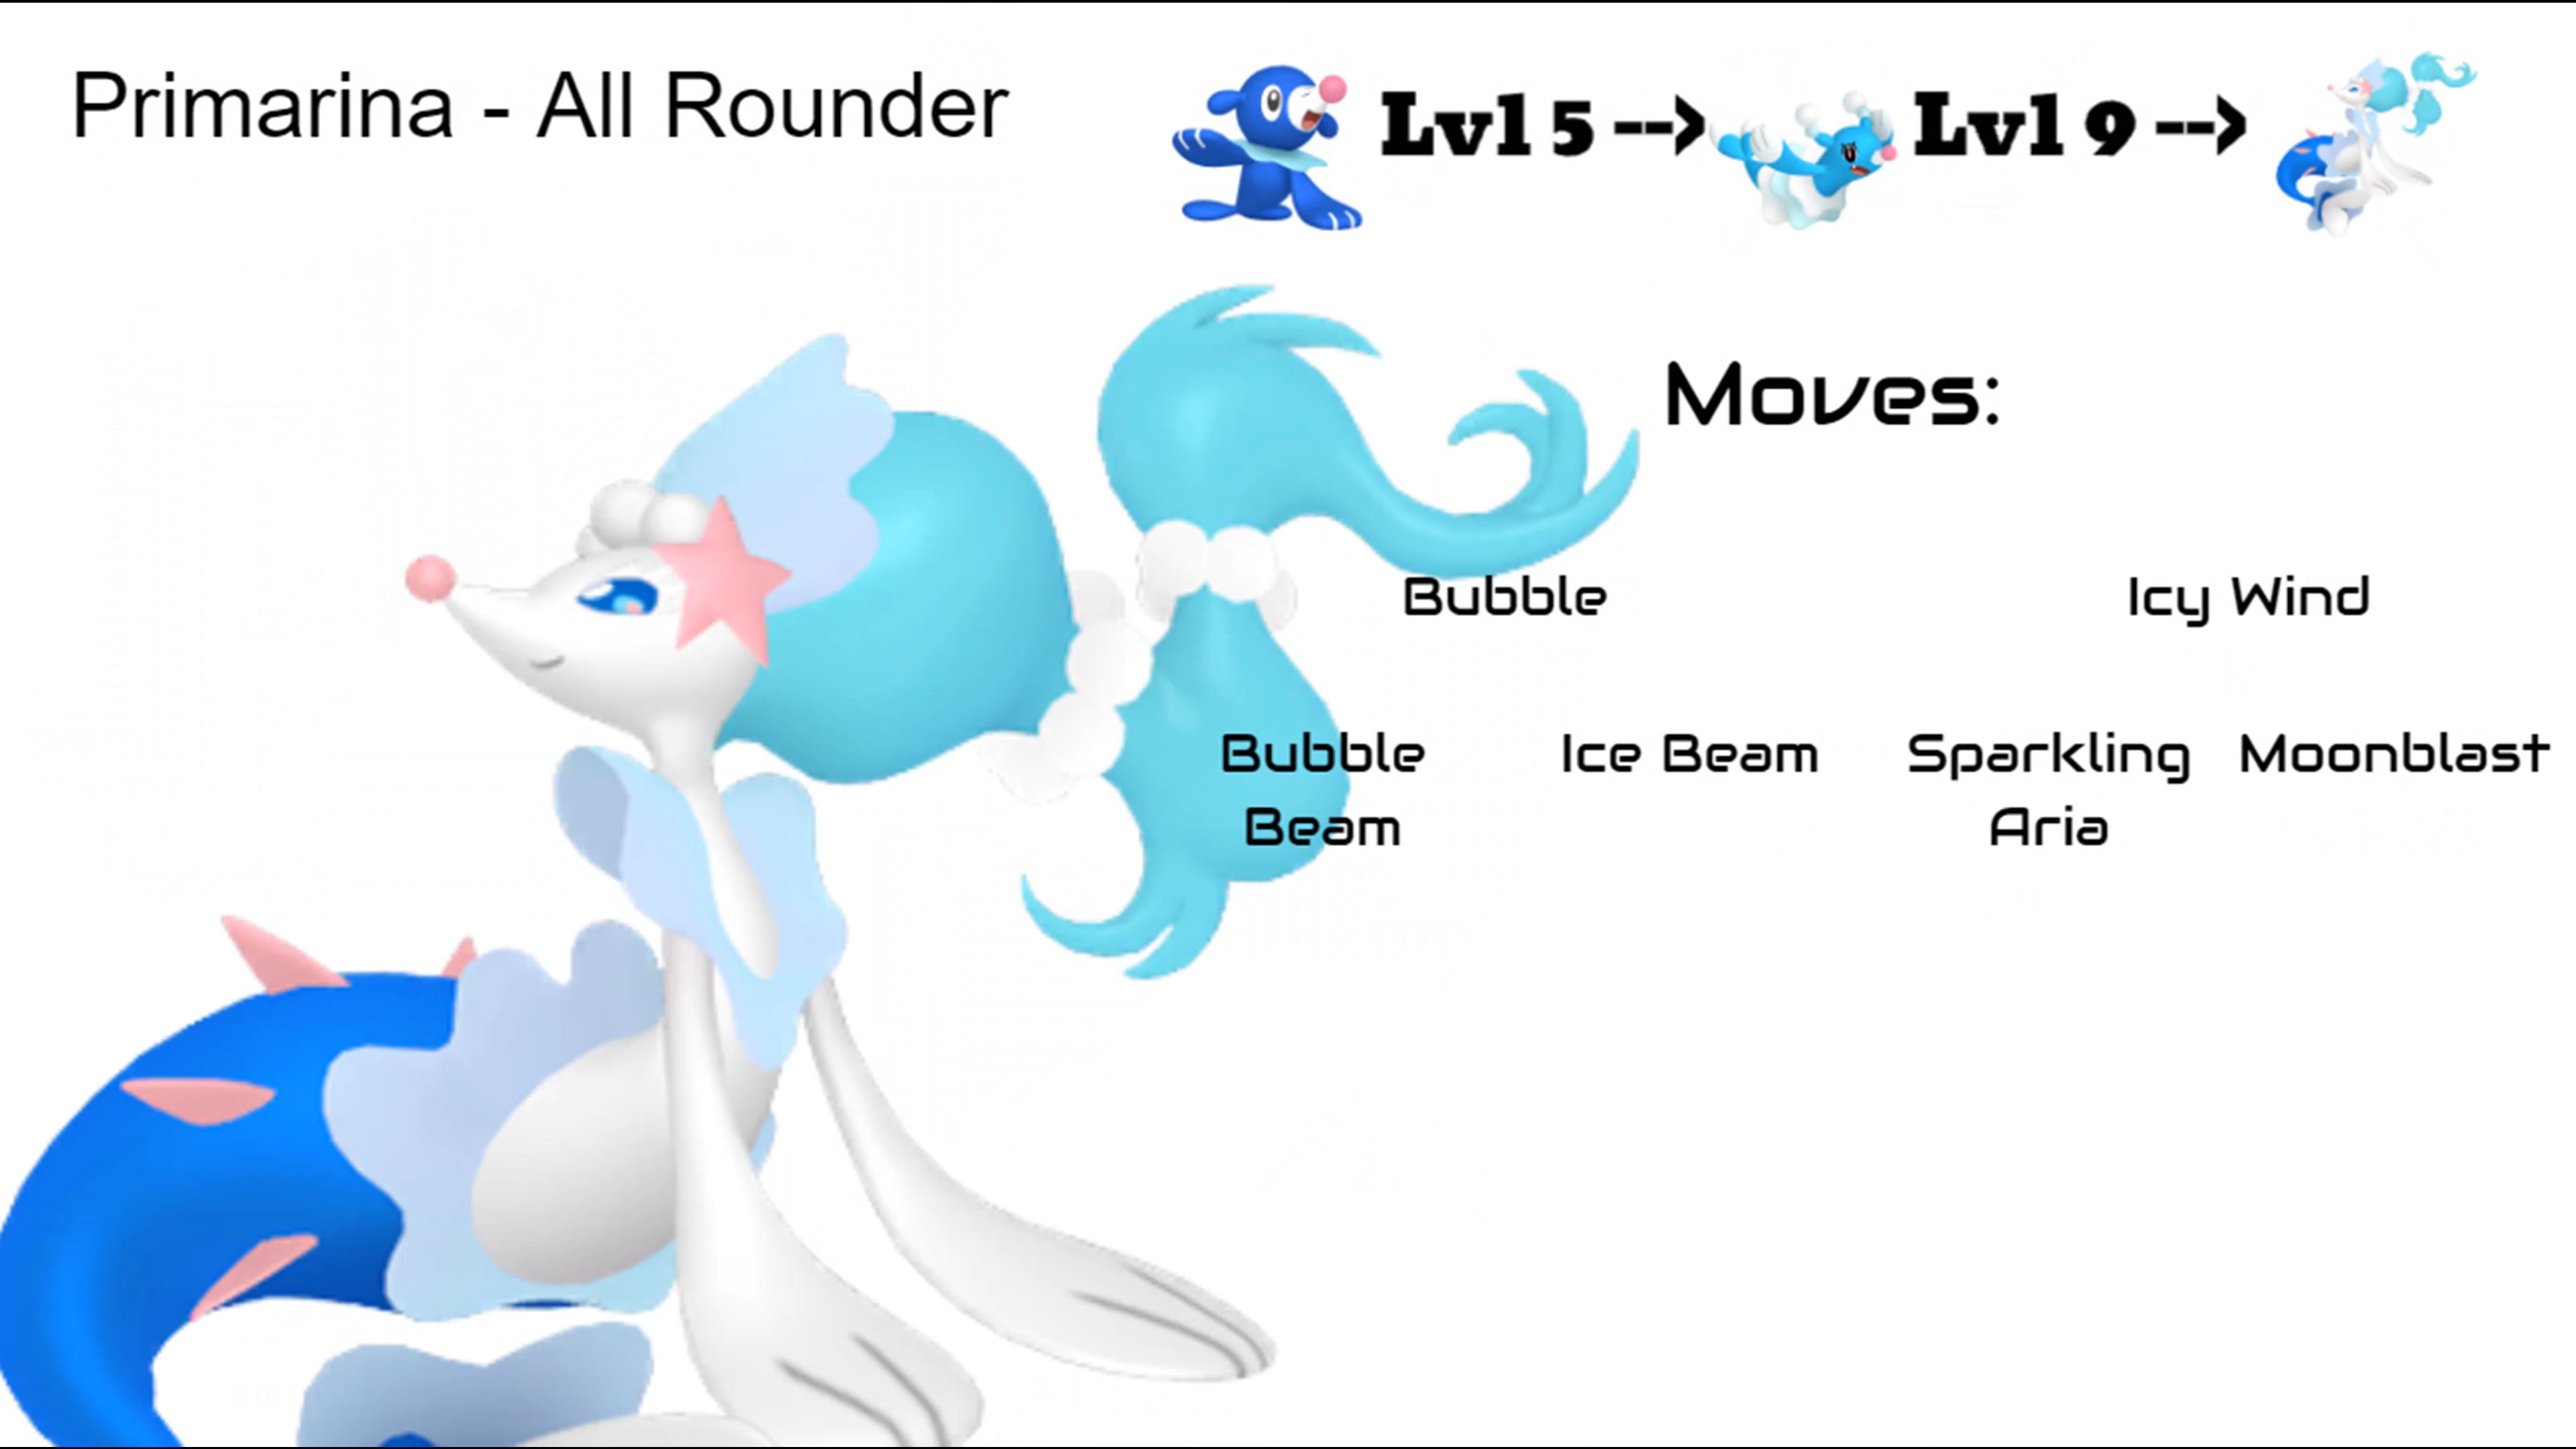 Primarina - All Rounder
Lvl 5 --> Lvl 9 -->
Moves:
Bubble Icy Wind
Bubble Ice Beam Sparkling Moonblast
Beam Aria